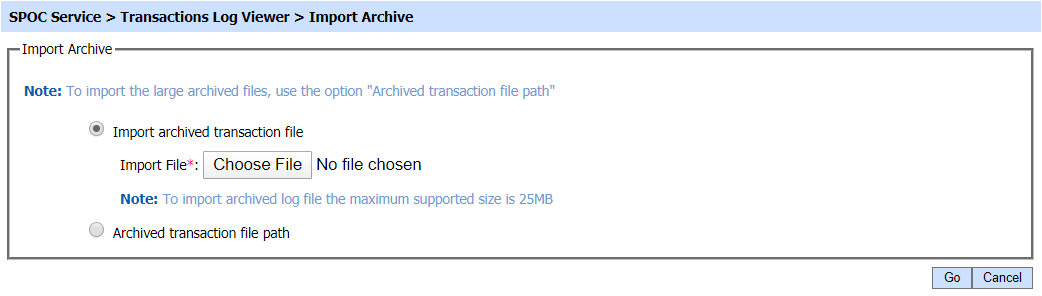 SPOC Service > Transactions Log Viewer > Import Archive
Import Archive
Note: To import the large archived files, use the option "Archived transaction file path"
Import archived transaction file
Import File*: Choose File No file chosen
Note: To import archived log file the maximum supported size is 25MB
Archived transaction file path
Go Cancel